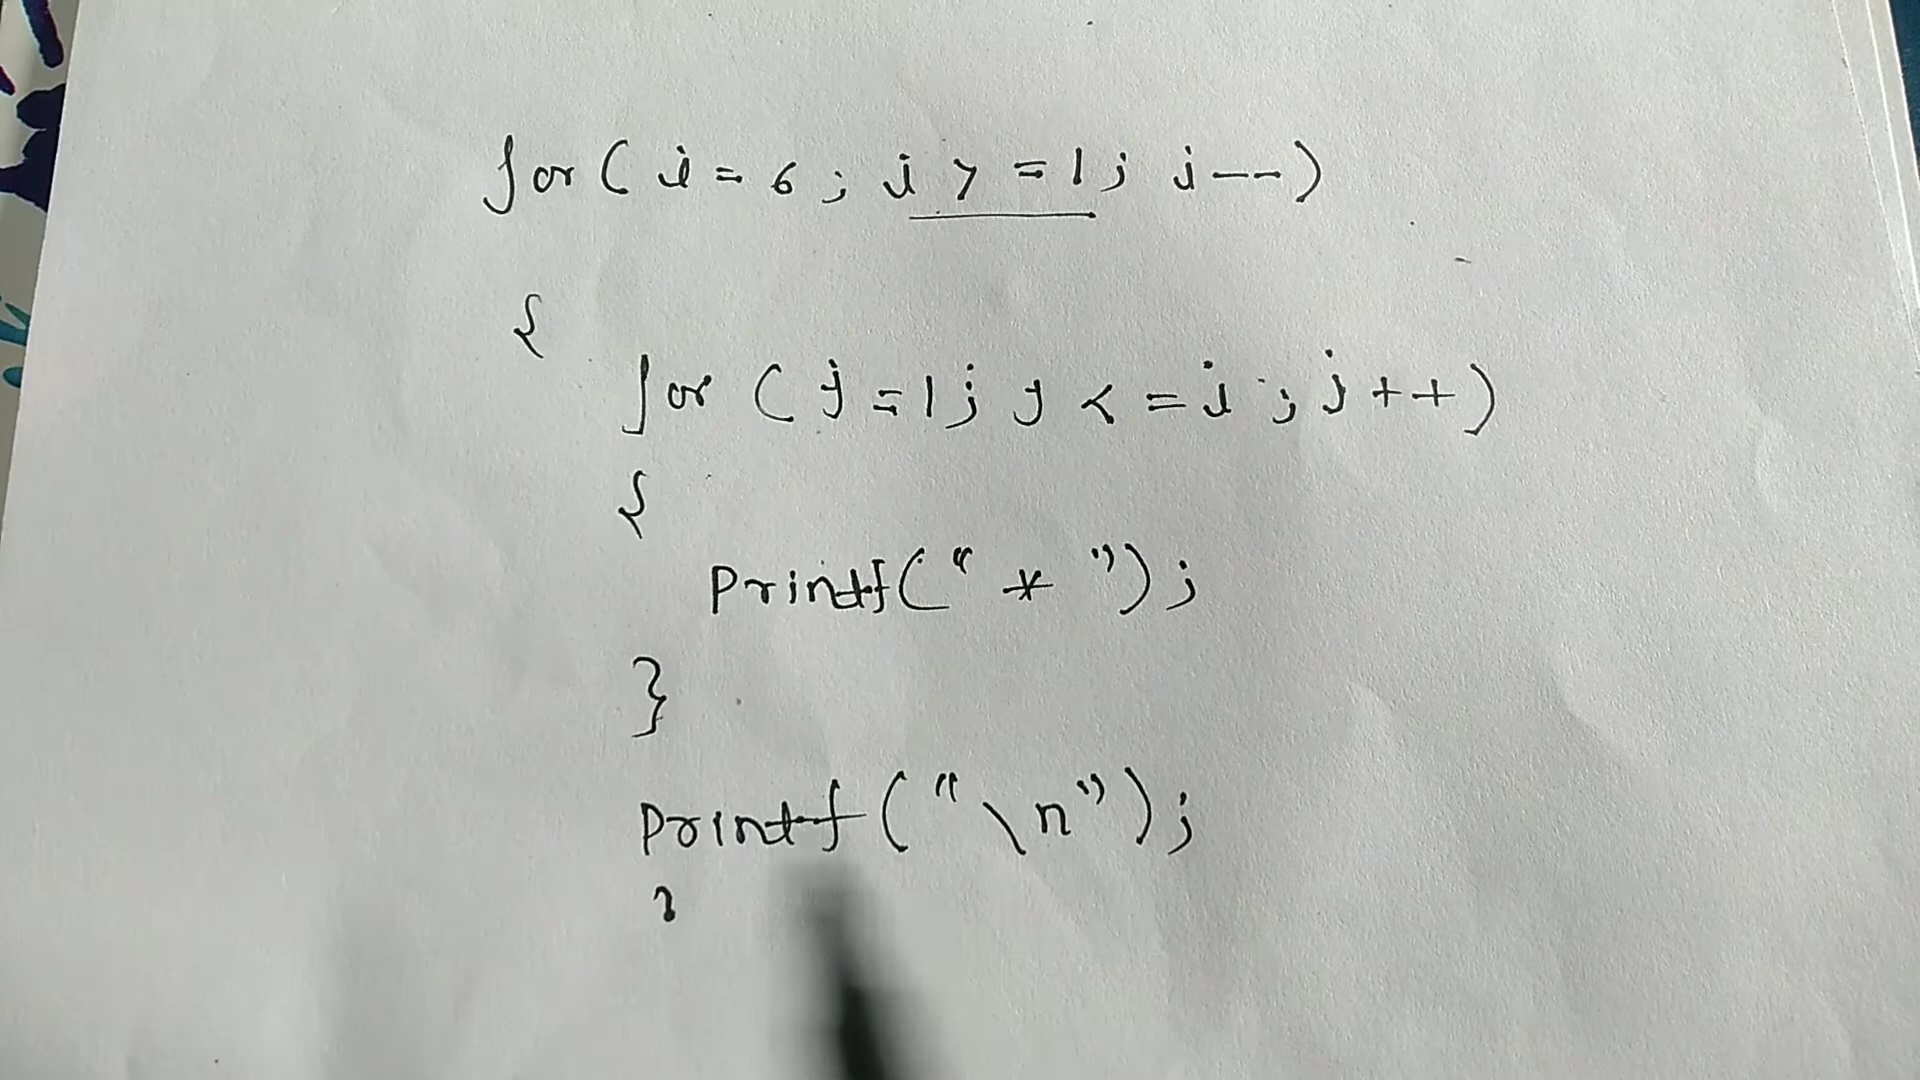 for ( i = 6 ; i > = 1 ; i -- )
{
for ( j = 1 ; j < = i ; j + + )
{
Printf ( " * " ) ;
}
Printf ( " \n " ) ;
}